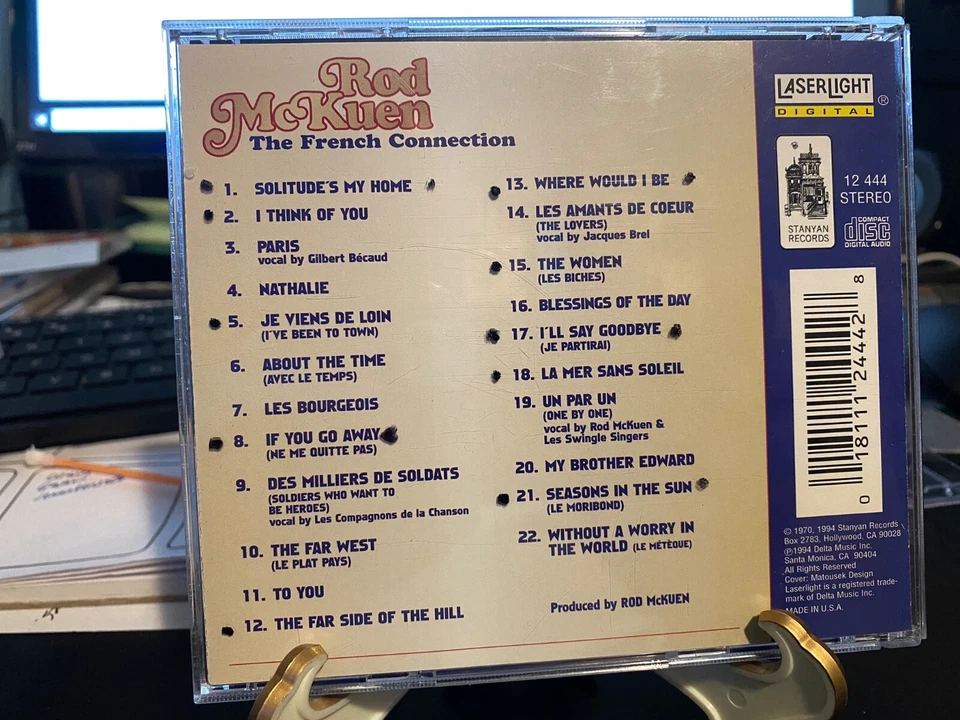 Rod
McKuen
The French Connection
1. SOLITUDE'S MY HOME
2. I THINK OF YOU
3. PARIS
vocal by Gilbert Bécaud
4. NATHALIE
5. JE VIENS DE LOIN
(I'VE BEEN TO TOWN)
6. ABOUT THE TIME
(AVEC LE TEMPS)
7. LES BOURGEOIS
8. IF YOU GO AWAY
(NE ME QUITTE PAS)
9. DES MILLIERS DE SOLDATS
(SOLDIERS WHO WANT TO
BE HEROES)
vocal by Les Compagnons de la Chanson
10. THE FAR WEST
(LE PLAT PAYS)
11. TO YOU
12. THE FAR SIDE OF THE HILL
13. WHERE WOULD I BE
14. LES AMANTS DE COEUR
(THE LOVERS)
vocal by Jacques Brel
15. THE WOMEN
(LES BICHES)
16. BLESSINGS OF THE DAY
17. I'LL SAY GOODBYE
(JE PARTIRAI)
18. LA MER SANS SOLEIL
19. UN PAR UN
(ONE BY ONE)
vocal by Rod McKuen &
Les Swingle Singers
20. MY BROTHER EDWARD
21. SEASONS IN THE SUN
(LE MORIBOND)
22. WITHOUT A WORRY IN
THE WORLD (LE MÉTÈQUE)
Produced by ROD McKUEN
LASERLIGHT ®
DIGITAL
STANYAN
RECORDS
12 444
STEREO
COMPACT
disc
DIGITAL AUDIO
0 18111 24442 8
© 1970, 1994 Stanyan Records
Box 2783, Hollywood, CA 90028
℗1994 Delta Music Inc.
Santa Monica, CA 90404
All Rights Reserved
Cover: Matousek Design
Laserlight is a registered trade-
mark of Delta Music Inc.
MADE IN U.S.A.